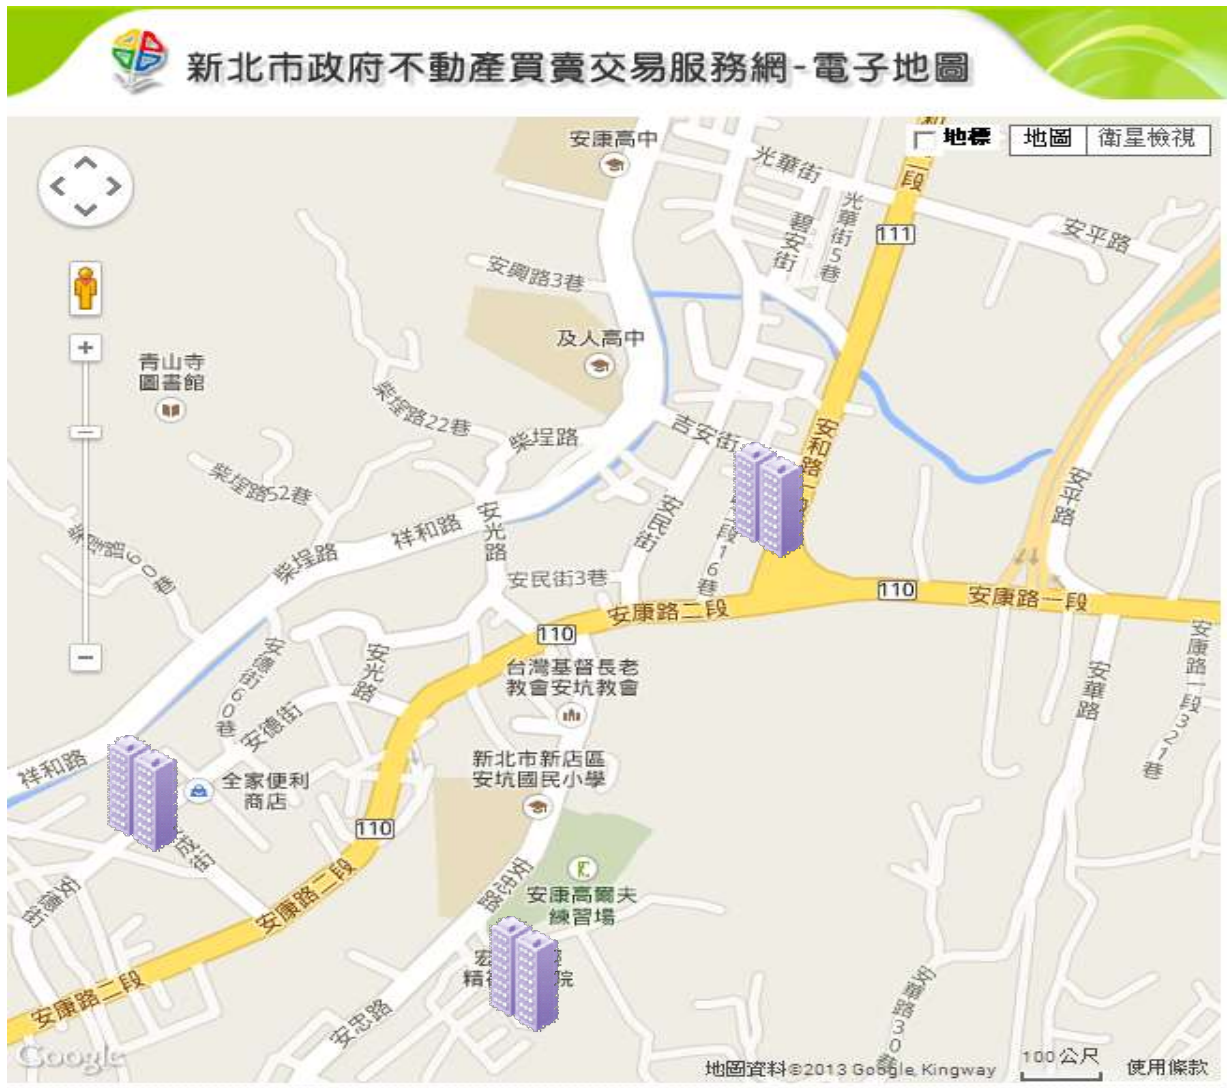 新北市政府不動產買賣交易服務網-電子地圖
地標
地圖
衛星檢視
安康高中
光華街
段
安平路
碧安街
光華街5巷
111
安興路3巷
及人高中
青山寺
圖書館
柴埕路22巷
柴埕路
吉安街
安和路一
柴埕路52巷
安平路
安光路
祥和路
安民街
段16巷
柴埕路60巷
柴埕路
安民街3巷
110
安康路一段
安康路二段
110
安康路一段321巷
安德街60巷
安光路
台灣基督長老
教會安坑教會
安華路
安德街
祥和路
新北市新店區
安坑國民小學
全家便利
商店
110
成街
安康路二段
安忠路
安康高爾夫
練習場
安德街
院
安康路二段
安忠路
安華路30巷
Google
地圖資料©2013 Google, Kingway
100公尺
使用條款